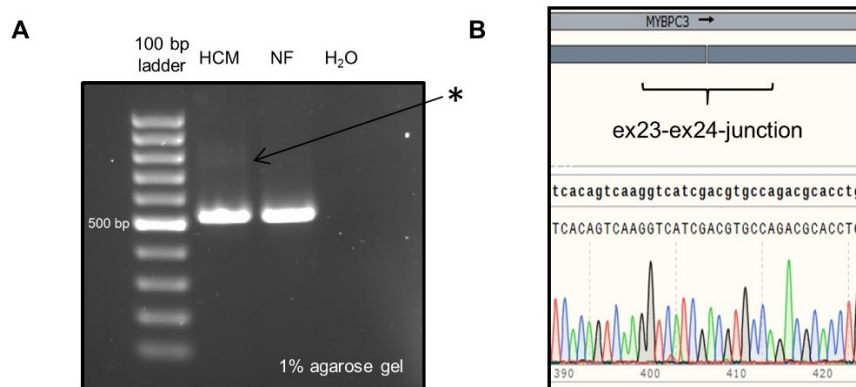 A
100 bp
ladder
HCM
NF
H₂O
*
500 bp
1% agarose gel
B
MYBPC3
ex23-ex24-junction
tcacagtcaaggtcatcgacgtgccagacgcacctg
TCACAGTCAAGGTCATCGACGTGCCAGACGCACCTG
390
400
410
420